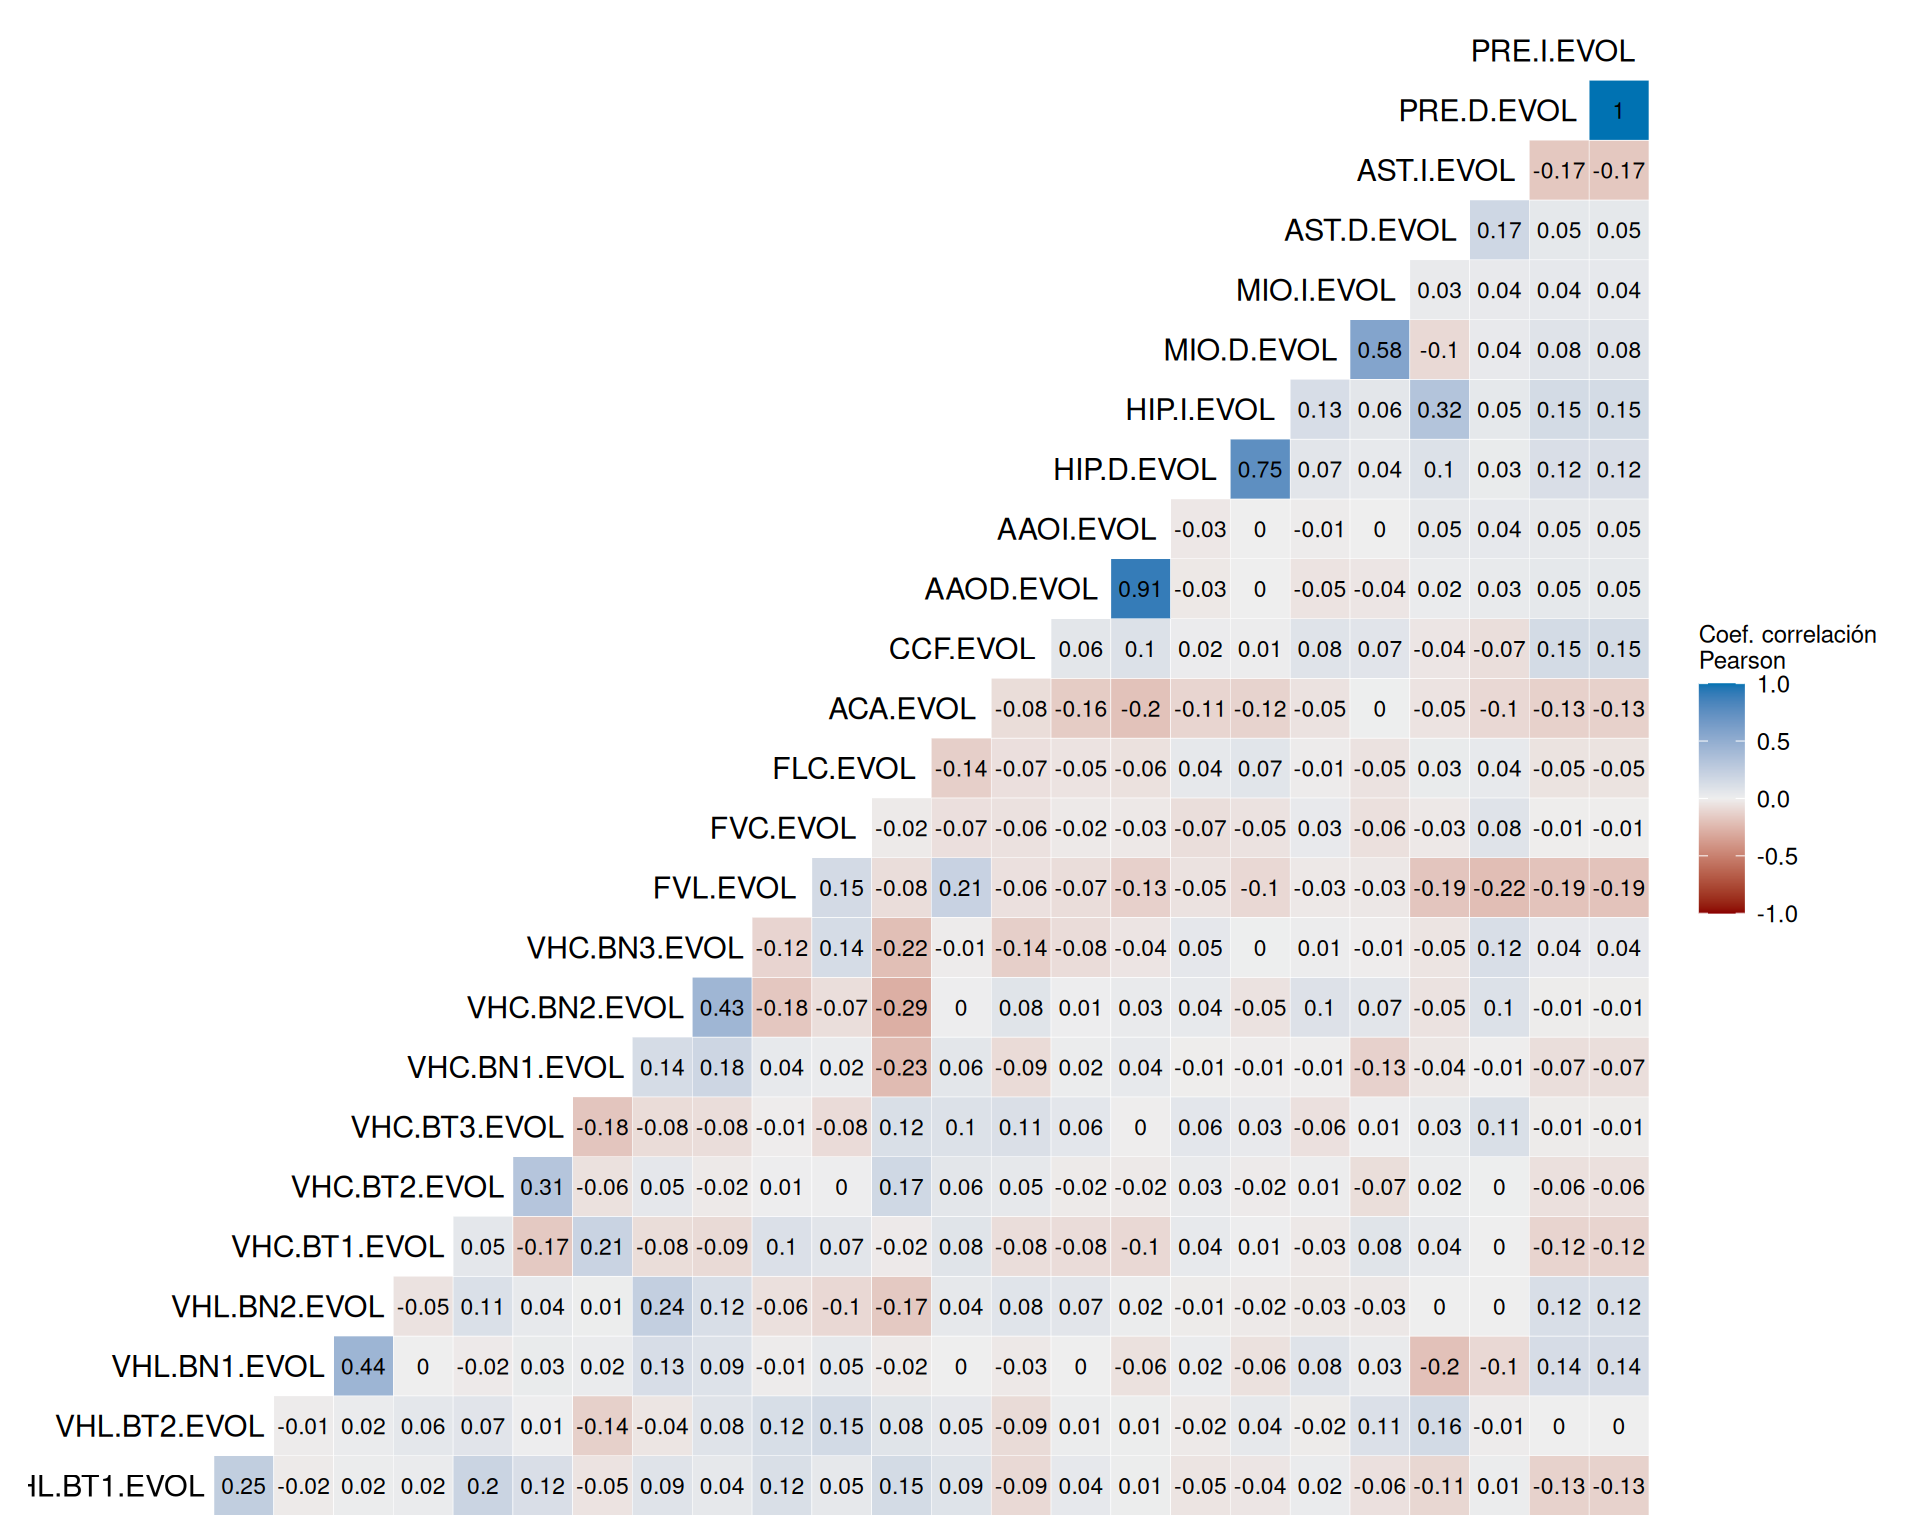 PRE.I.EVOL
PRE.D.EVOL 1
AST.I.EVOL -0.17 -0.17
AST.D.EVOL 0.17 0.05 0.05
MIO.I.EVOL 0.03 0.04 0.04 0.04
MIO.D.EVOL 0.58 -0.1 0.04 0.08 0.08
HIP.I.EVOL 0.13 0.06 0.32 0.05 0.15 0.15
HIP.D.EVOL 0.75 0.07 0.04 0.1 0.03 0.12 0.12
AAOI.EVOL -0.03 0 -0.01 0 0.05 0.04 0.05 0.05
AAOD.EVOL 0.91 -0.03 0 -0.05 -0.04 0.02 0.03 0.05 0.05
CCF.EVOL 0.06 0.1 0.02 0.01 0.08 0.07 -0.04 -0.07 0.15 0.15
ACA.EVOL -0.08 -0.16 -0.2 -0.11 -0.12 -0.05 0 -0.05 -0.1 -0.13 -0.13
FLC.EVOL -0.14 -0.07 -0.05 -0.06 0.04 0.07 -0.01 -0.05 0.03 0.04 -0.05 -0.05
FVC.EVOL -0.02 -0.07 -0.06 -0.02 -0.03 -0.07 -0.05 0.03 -0.06 -0.03 0.08 -0.01 -0.01
FVL.EVOL 0.15 -0.08 0.21 -0.06 -0.07 -0.13 -0.05 -0.1 -0.03 -0.03 -0.19 -0.22 -0.19 -0.19
VHC.BN3.EVOL -0.12 0.14 -0.22 -0.01 -0.14 -0.08 -0.04 0.05 0 0.01 -0.01 -0.05 0.12 0.04 0.04
VHC.BN2.EVOL 0.43 -0.18 -0.07 -0.29 0 0.08 0.01 0.03 0.04 -0.05 0.1 0.07 -0.05 0.1 -0.01 -0.01
VHC.BN1.EVOL 0.14 0.18 0.04 0.02 -0.23 0.06 -0.09 0.02 0.04 -0.01 -0.01 -0.01 -0.13 -0.04 -0.01 -0.07 -0.07
VHC.BT3.EVOL -0.18 -0.08 -0.08 -0.01 -0.08 0.12 0.1 0.11 0.06 0 0.06 0.03 -0.06 0.01 0.03 0.11 -0.01 -0.01
VHC.BT2.EVOL 0.31 -0.06 0.05 -0.02 0.01 0 0.17 0.06 0.05 -0.02 -0.02 0.03 -0.02 0.01 -0.07 0.02 0 -0.06 -0.06
VHC.BT1.EVOL 0.05 -0.17 0.21 -0.08 -0.09 0.1 0.07 -0.02 0.08 -0.08 -0.08 -0.1 0.04 0.01 -0.03 0.08 0.04 0 -0.12 -0.12
VHL.BN2.EVOL -0.05 0.11 0.04 0.01 0.24 0.12 -0.06 -0.1 -0.17 0.04 0.08 0.07 0.02 -0.01 -0.02 -0.03 -0.03 0 0 0.12 0.12
VHL.BN1.EVOL 0.44 0 -0.02 0.03 0.02 0.13 0.09 -0.01 0.05 -0.02 0 -0.03 0 -0.06 0.02 -0.06 0.08 0.03 -0.2 -0.1 0.14 0.14
VHL.BT2.EVOL -0.01 0.02 0.06 0.07 0.01 -0.14 -0.04 0.08 0.12 0.15 0.08 0.05 -0.09 0.01 0.01 -0.02 0.04 -0.02 0.11 0.16 -0.01 0 0
HL.BT1.EVOL 0.25 -0.02 0.02 0.02 0.2 0.12 -0.05 0.09 0.04 0.12 0.05 0.15 0.09 -0.09 0.04 0.01 -0.05 -0.04 0.02 -0.06 -0.11 0.01 -0.13 -0.13
Coef. correlación
Pearson
1.0
0.5
0.0
-0.5
-1.0